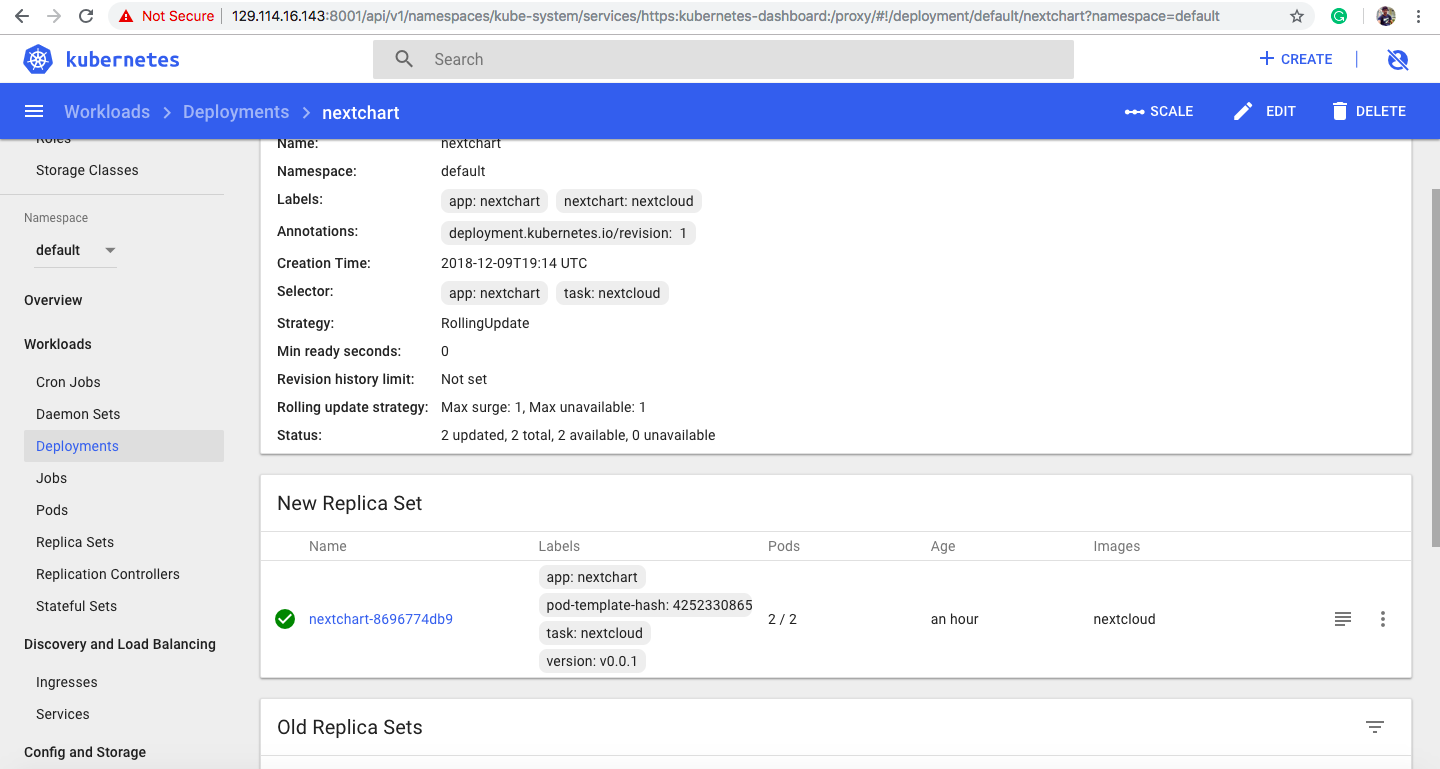 Not Secure 129.114.16.143:8001/api/v1/namespaces/kube-system/services/https:kubernetes-dashboard:/proxy/#!/deployment/default/nextchart?namespace=default
kubernetes
Search
CREATE
Workloads > Deployments > nextchart
SCALE
EDIT
DELETE
Roles
Storage Classes
Namespace
default
Overview
Workloads
Cron Jobs
Daemon Sets
Deployments
Jobs
Pods
Replica Sets
Replication Controllers
Stateful Sets
Discovery and Load Balancing
Ingresses
Services
Config and Storage
Name: nextchart
Namespace: default
Labels: app: nextchart nextchart: nextcloud
Annotations: deployment.kubernetes.io/revision: 1
Creation Time: 2018-12-09T19:14 UTC
Selector: app: nextchart task: nextcloud
Strategy: RollingUpdate
Min ready seconds: 0
Revision history limit: Not set
Rolling update strategy: Max surge: 1, Max unavailable: 1
Status: 2 updated, 2 total, 2 available, 0 unavailable
New Replica Set
Name Labels Pods Age Images
app: nextchart
pod-template-hash: 4252330865
nextchart-8696774db9 2 / 2 an hour nextcloud
task: nextcloud
version: v0.0.1
Old Replica Sets